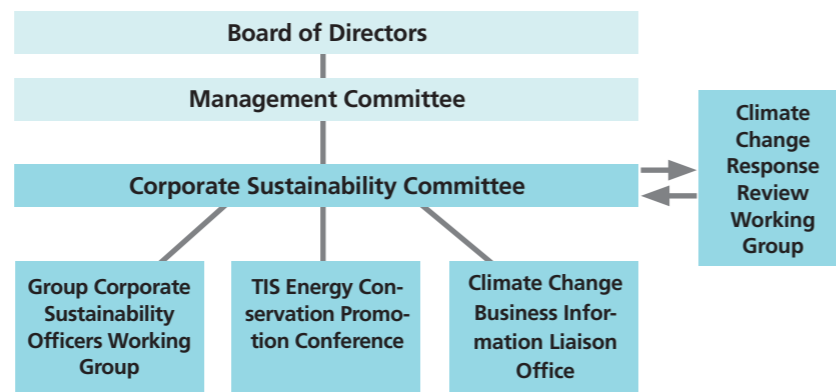 Board of Directors
Management Committee
Corporate Sustainability Committee
Climate
Change
Response
Review
Working
Group
Group Corporate
Sustainability
Officers Working
Group
TIS Energy Con-
servation Promo-
tion Conference
Climate Change
Business Infor-
mation Liaison
Office